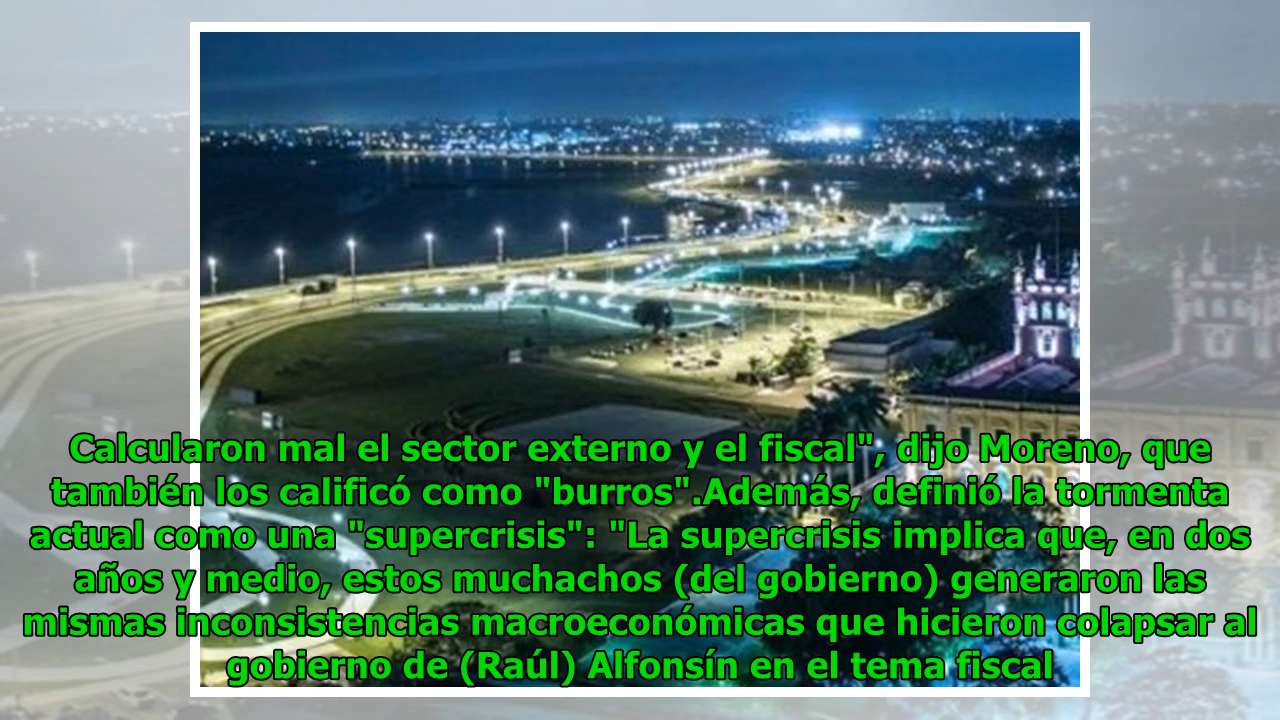 Calcularon mal el sector externo y el fiscal", dijo Moreno, que
también los calificó como "burros".Además, definió la tormenta
actual como una "supercrisis": "La supercrisis implica que, en dos
años y medio, estos muchachos (del gobierno) generaron las
mismas inconsistencias macroeconómicas que hicieron colapsar al
gobierno de (Raúl) Alfonsín en el tema fiscal